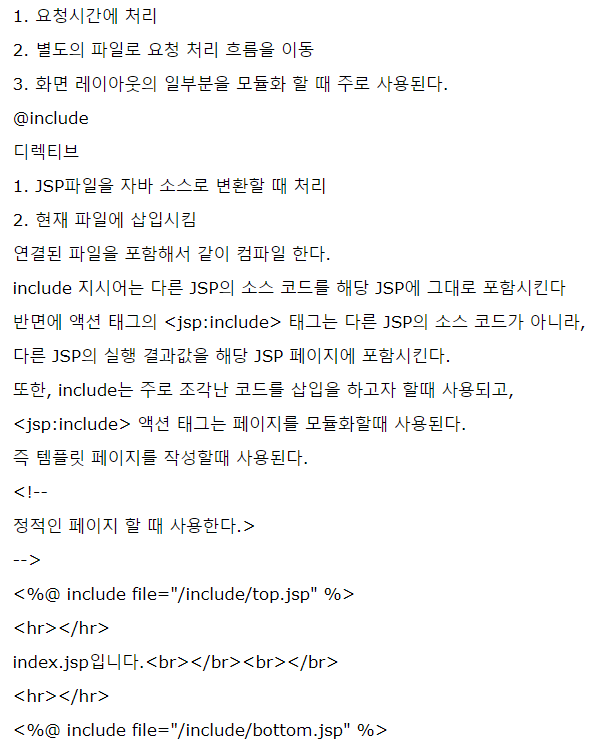 1. 요청시간에 처리
2. 별도의 파일로 요청 처리 흐름을 이동
3. 화면 레이아웃의 일부분을 모듈화 할 때 주로 사용된다.
@include
디렉티브
1. JSP파일을 자바 소스로 변환할 때 처리
2. 현재 파일에 삽입시킴
연결된 파일을 포함해서 같이 컴파일 한다.
include 지시어는 다른 JSP의 소스 코드를 해당 JSP에 그대로 포함시킨다
반면에 액션 태그의 <jsp:include> 태그는 다른 JSP의 소스 코드가 아니라,
다른 JSP의 실행 결과값을 해당 JSP 페이지에 포함시킨다.
또한, include는 주로 조각난 코드를 삽입을 하고자 할때 사용되고,
<jsp:include> 액션 태그는 페이지를 모듈화할때 사용된다.
즉 템플릿 페이지를 작성할때 사용된다.
<!--
정적인 페이지 할 때 사용한다.>
-->
<%@ include file="/include/top.jsp" %>
<hr></hr>
index.jsp입니다.<br></br><br></br>
<hr></hr>
<%@ include file="/include/bottom.jsp" %>